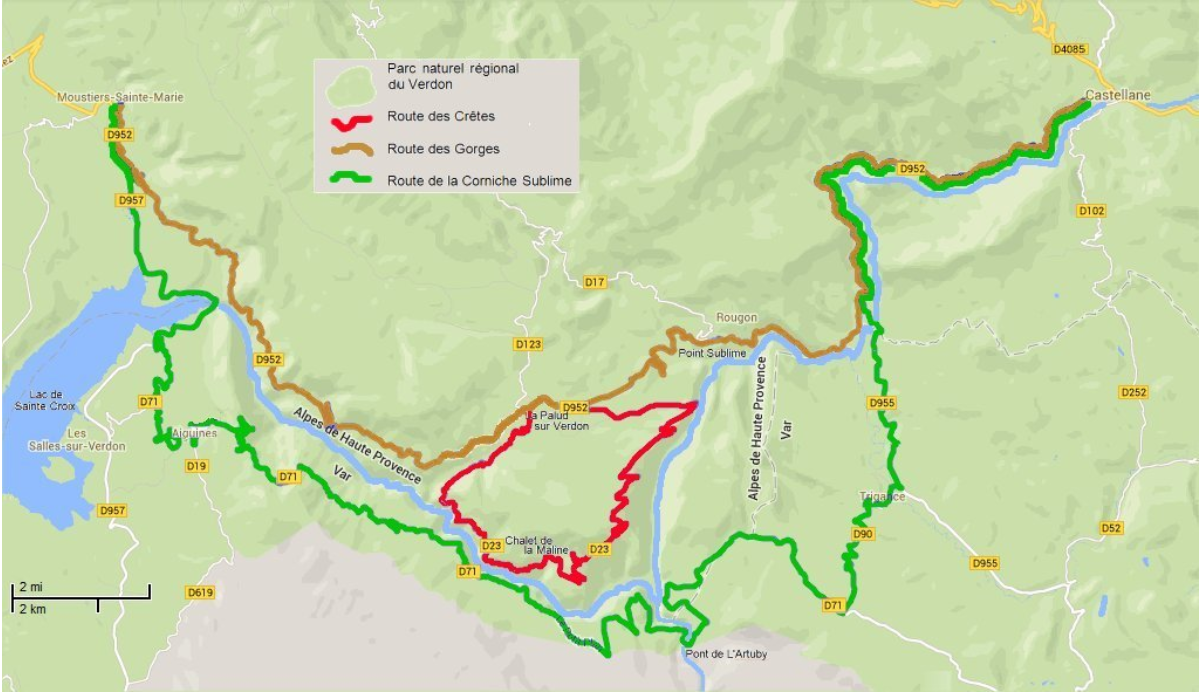 D4085
ez
Parc naturel régional
du Verdon
Moustiers-Sainte-Marie
Castellane
Route des Crêtes
D952
Route des Gorges
D952
Route de la Corniche Sublime
D957
D102
D17
Rougon
D123
Point Sublime
D952
D252
Lac de
Sainte Croix
D71
D952
D955
La Palud
sur Verdon
Alpes de Haute Provence
Var
Alpes de Haute Provence
Var
Les
Salles-sur-Verdon
Aiguines
D19
D71
Trigance
D957
D52
D90
Chalet de
la Maline
D23
D23
D955
D71
2 mi
2 km
D619
D71
Pont de L'Artuby